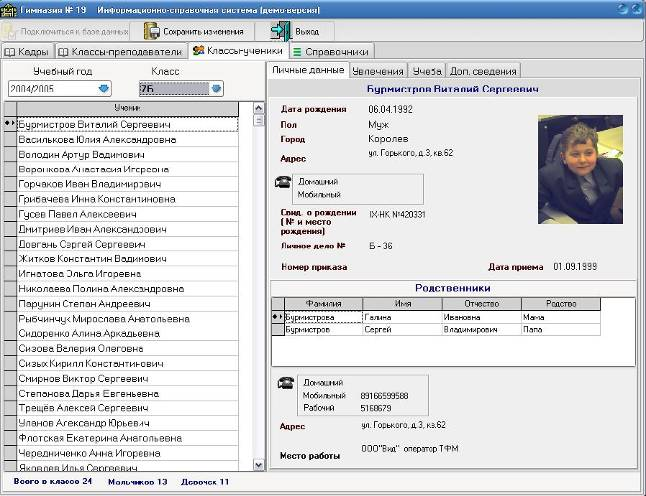 Гимназия № 19 Информационно-справочная система (демо-версия)
Подключиться к базе данных Сохранить изменения Выход
Кадры Классы-преподаватели Классы-ученики Справочники
Учебный год Класс
2004/2005 7Б
Ученик
Бурмистров Виталий Сергеевич
Василькова Юлия Александровна
Володин Артур Вадимович
Воронкова Анастасия Игоревна
Горчаков Иван Владимирович
Грибачева Инна Константиновна
Гусев Павел Алексеевич
Дмитриев Иван Александрович
Довгань Сергей Сергеевич
Житков Константин Вадимович
Игнатова Эльга Игоревна
Николаева Полина Александровна
Парунин Степан Андреевич
Рыбчинчук Мирослава Анатольевна
Сидоренко Алина Аркадьевна
Сизова Валерия Олеговна
Сизых Кирилл Константинович
Смирнов Виктор Сергеевич
Степанова Дарья Евгеньевна
Трещёв Алексей Сергеевич
Уланов Александр Юрьевич
Флотская Екатерина Анатольевна
Чередниченко Анна Игоревна
Яковлев Илья Сергеевич
Всего в классе 24 Мальчиков 13 Девочек 11
Личные данные Увлечения Учеба Доп. сведения
Бурмистров Виталий Сергеевич
Дата рождения 06.04.1992
Пол Муж
Город Королев
Адрес ул. Горького, д.3, кв.62
Домашний
Мобильный
Свид. о рождении
(№ и место
рождения) IX-НК №420331
Личное дело № Б - 36
Номер приказа Дата приема 01.09.1999
Родственники
Фамилия Имя Отчество Родство
Бурмистрова Галина Ивановна Мама
Бурмистров Сергей Владимирович Папа
Домашний
Мобильный 89166599588
Рабочий 5168679
Адрес ул. Горького, д.3, кв.62
Место работы ООО"Вид" оператор ТФМ